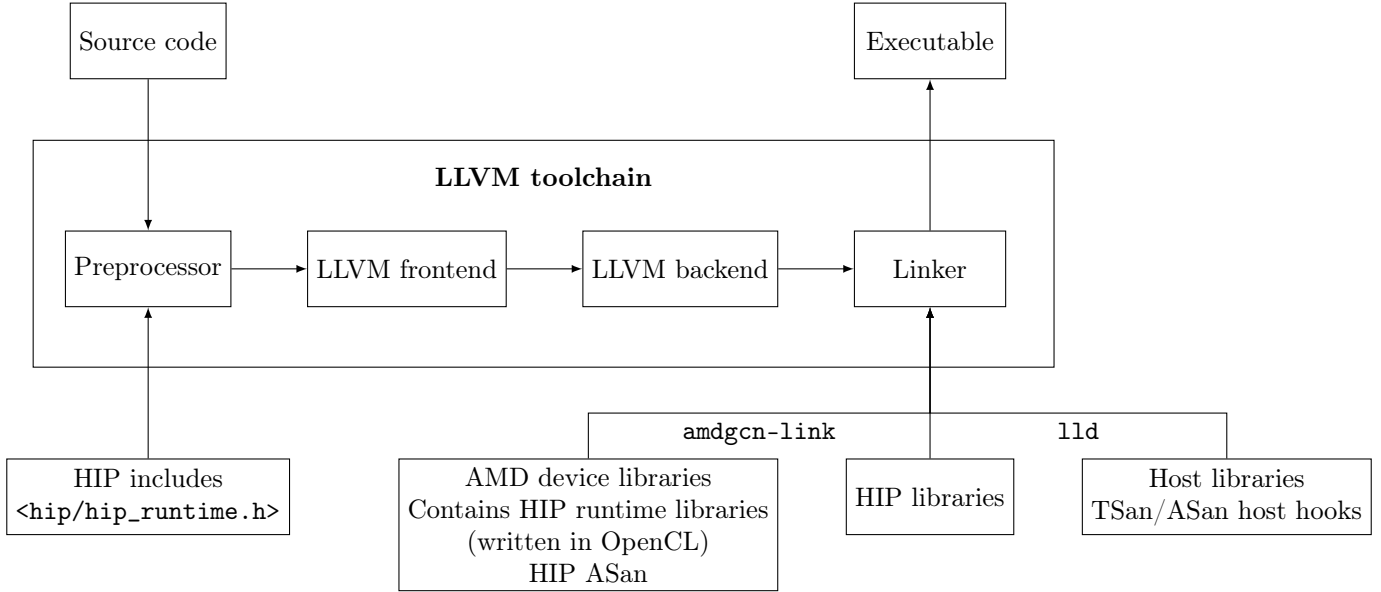 Source code
Executable
LLVM toolchain
Preprocessor
LLVM frontend
LLVM backend
Linker
amdgcn-link
lld
HIP includes
<hip/hip_runtime.h>
AMD device libraries
Contains HIP runtime libraries
(written in OpenCL)
HIP ASan
HIP libraries
Host libraries
TSan/ASan host hooks